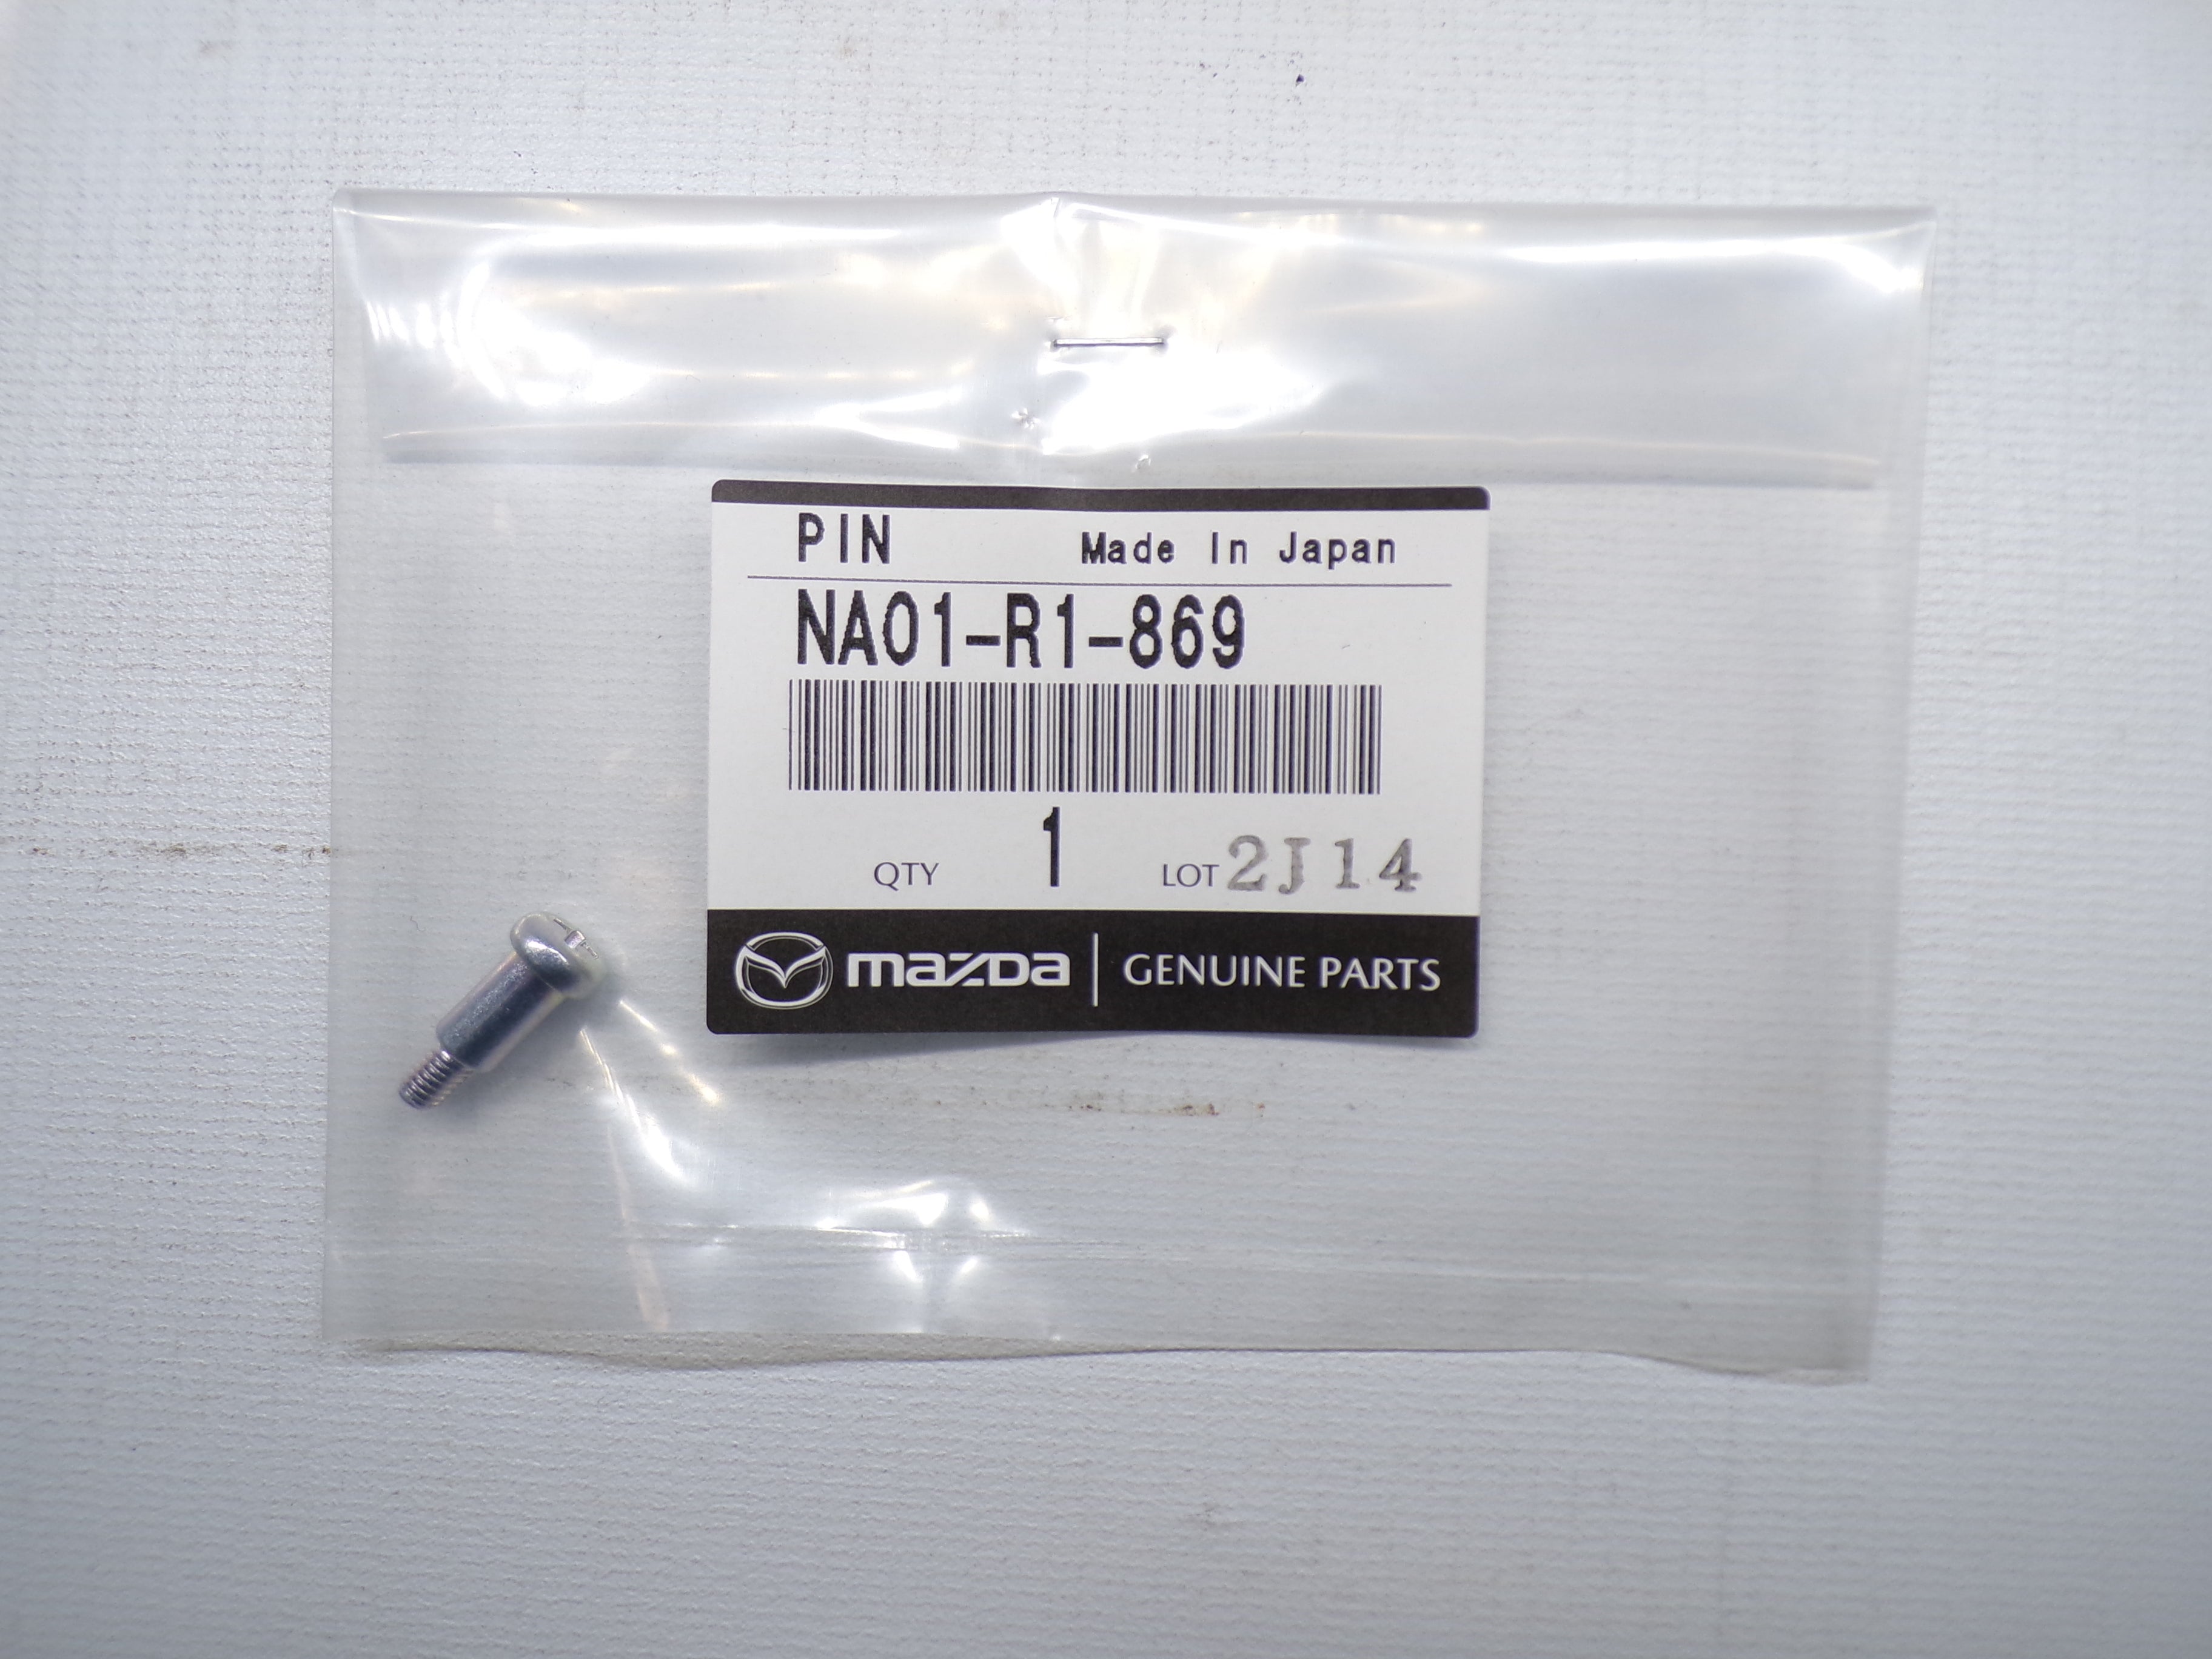 PIN Made In Japan
NA01-R1-869
QTY 1 LOT 2J14
mazda GENUINE PARTS